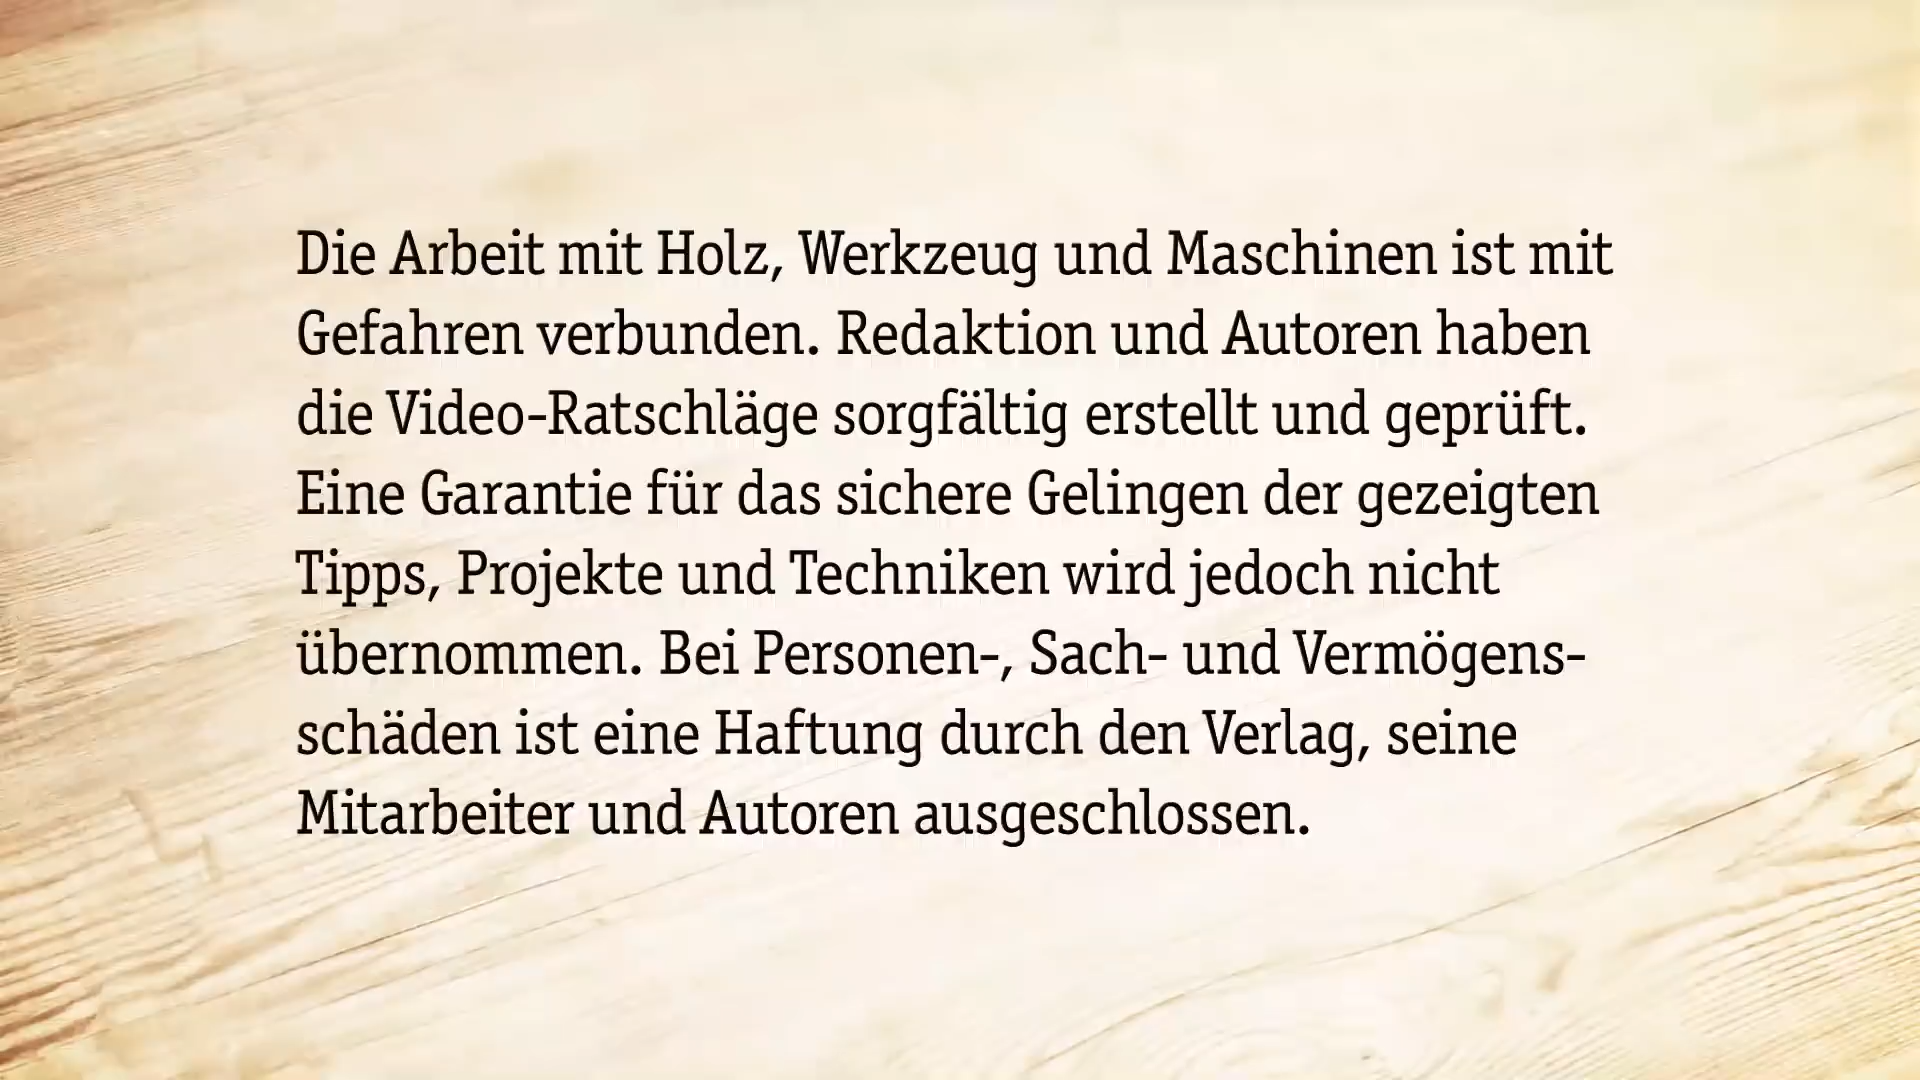 Die Arbeit mit Holz, Werkzeug und Maschinen ist mit
Gefahren verbunden. Redaktion und Autoren haben
die Video-Ratschläge sorgfältig erstellt und geprüft.
Eine Garantie für das sichere Gelingen der gezeigten
Tipps, Projekte und Techniken wird jedoch nicht
übernommen. Bei Personen-, Sach- und Vermögens-
schäden ist eine Haftung durch den Verlag, seine
Mitarbeiter und Autoren ausgeschlossen.